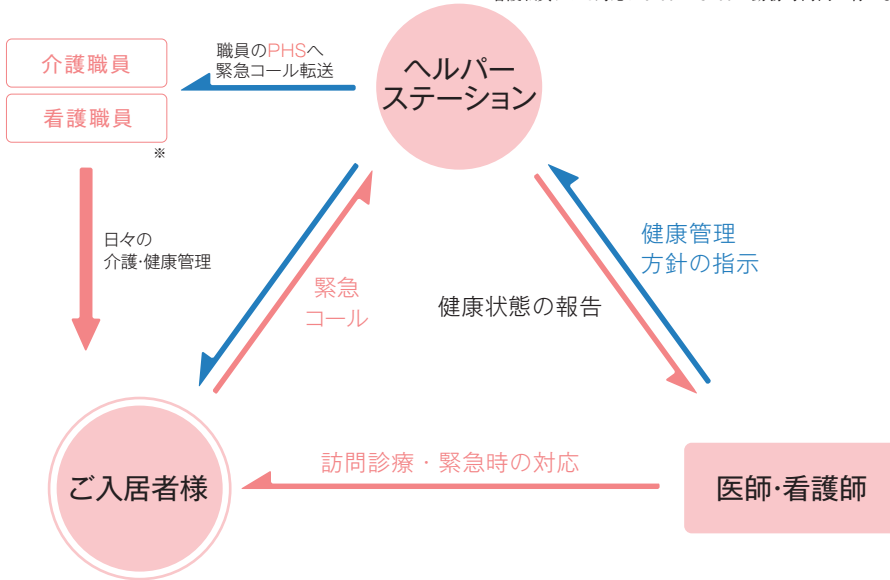 職員のPHSへ
緊急コール転送
ヘルパー
ステーション
介護職員
看護職員
※
日々の
介護・健康管理
緊急
コール
健康管理
方針の指示
健康状態の報告
訪問診療・緊急時の対応
ご入居者様
医師・看護師